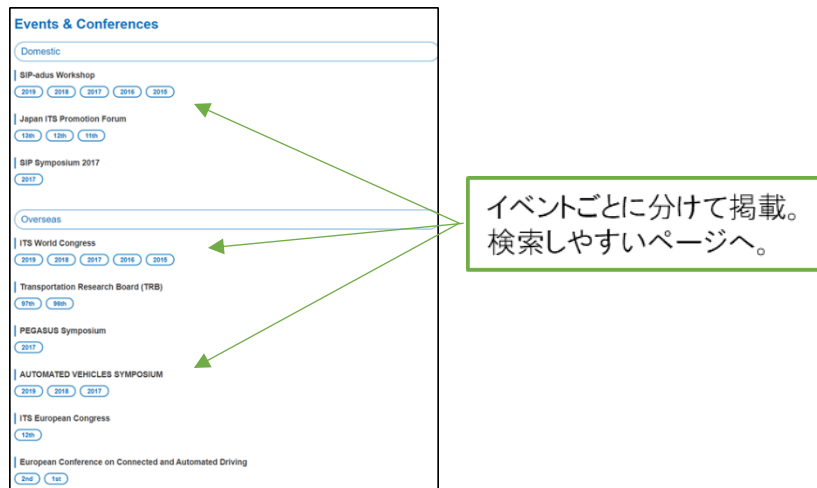 Events & Conferences
Domestic
SIP-adus Workshop
2019 2018 2017 2016 2015
Japan ITS Promotion Forum
13th 12th 11th
SIP Symposium 2017
2017
Overseas
ITS World Congress
2019 2018 2017 2016 2015
Transportation Research Board (TRB)
97th 96th
PEGASUS Symposium
2017
AUTOMATED VEHICLES SYMPOSIUM
2019 2018 2017
ITS European Congress
12th
European Conference on Connected and Automated Driving
2nd 1st
イベントごとに分けて掲載。
検索しやすいページへ。